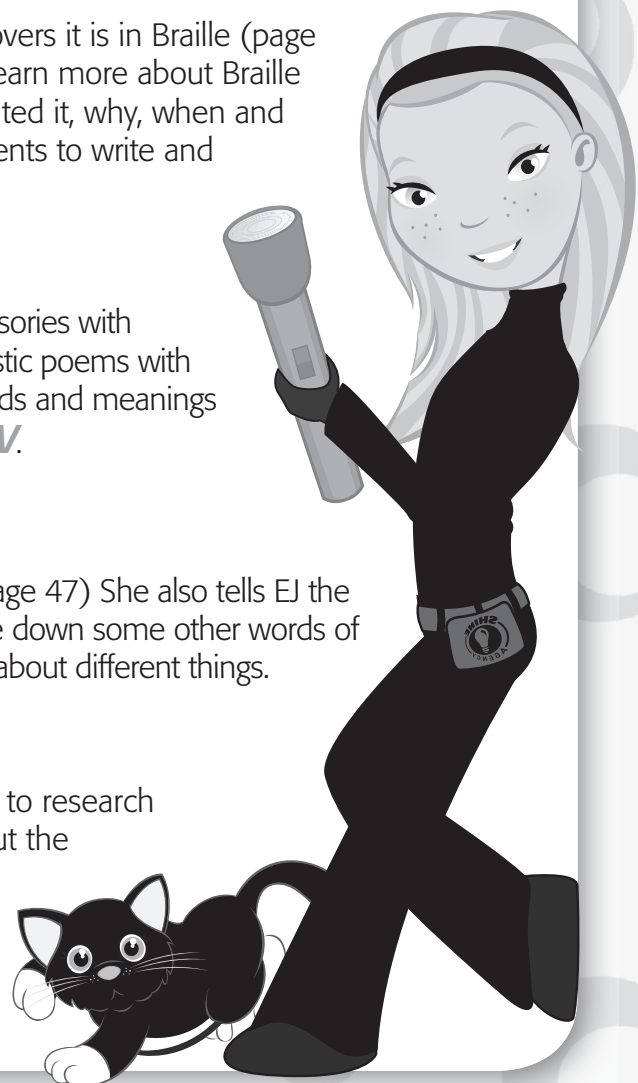 overs it is in Braille (page
earn more about Braille
ted it, why, when and
ents to write and
sories with
stic poems with
ds and meanings
V.
age 47) She also tells EJ the
e down some other words of
about different things.
to research
ut the
SHINE
AGENCY